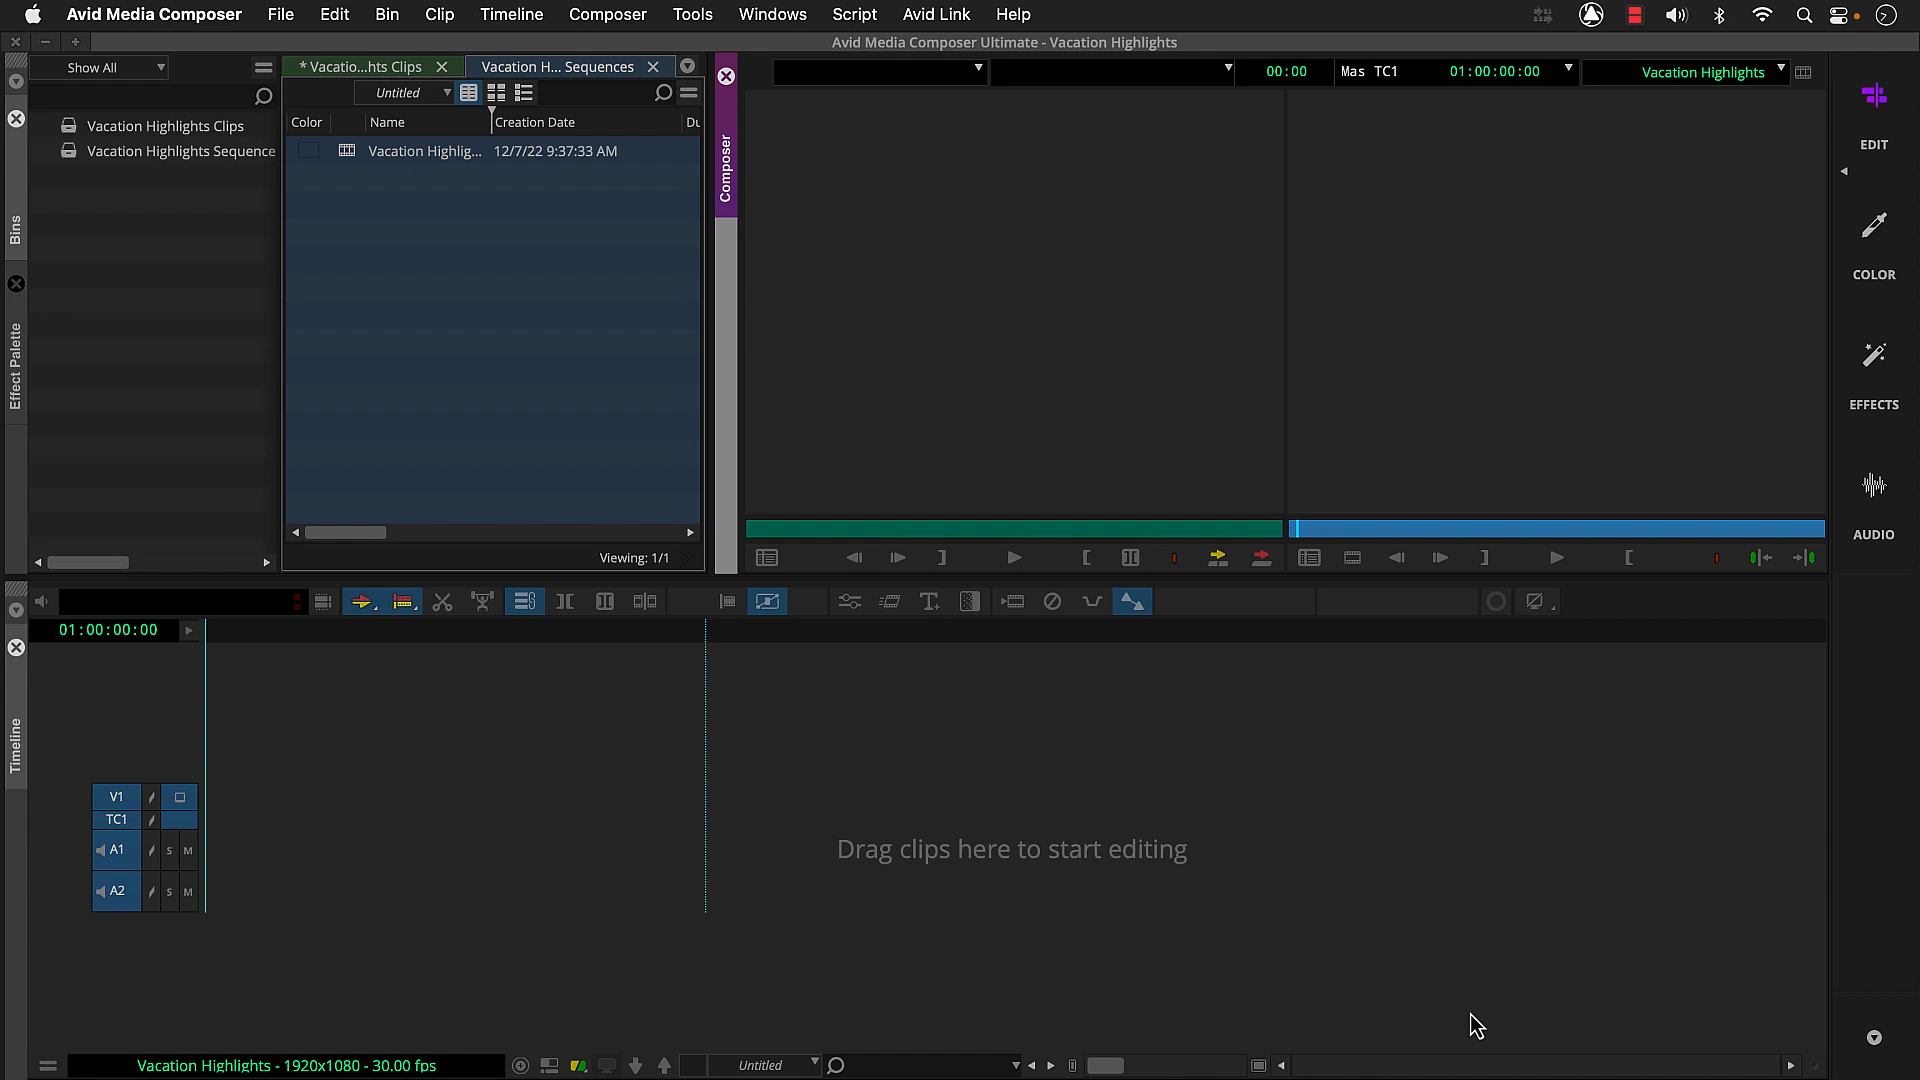 Avid Media Composer File Edit Bin Clip Timeline Composer Tools Windows Script Avid Link Help
Avid Media Composer Ultimate - Vacation Highlights
Show All
* Vacatio...hts Clips
Vacation H... Sequences
00:00
Mas TC1
01:00:00:00
Vacation Highlights
Untitled
Vacation Highlights Clips
Vacation Highlights Sequence
Color Name Creation Date Du
Vacation Highlig... 12/7/22 9:37:33 AM
Viewing: 1/1
Bins
Effect Palette
Composer
EDIT
COLOR
EFFECTS
AUDIO
01:00:00:00
Timeline
V1
TC1
A1 S M
A2 S M
Drag clips here to start editing
Vacation Highlights - 1920x1080 - 30.00 fps
Untitled